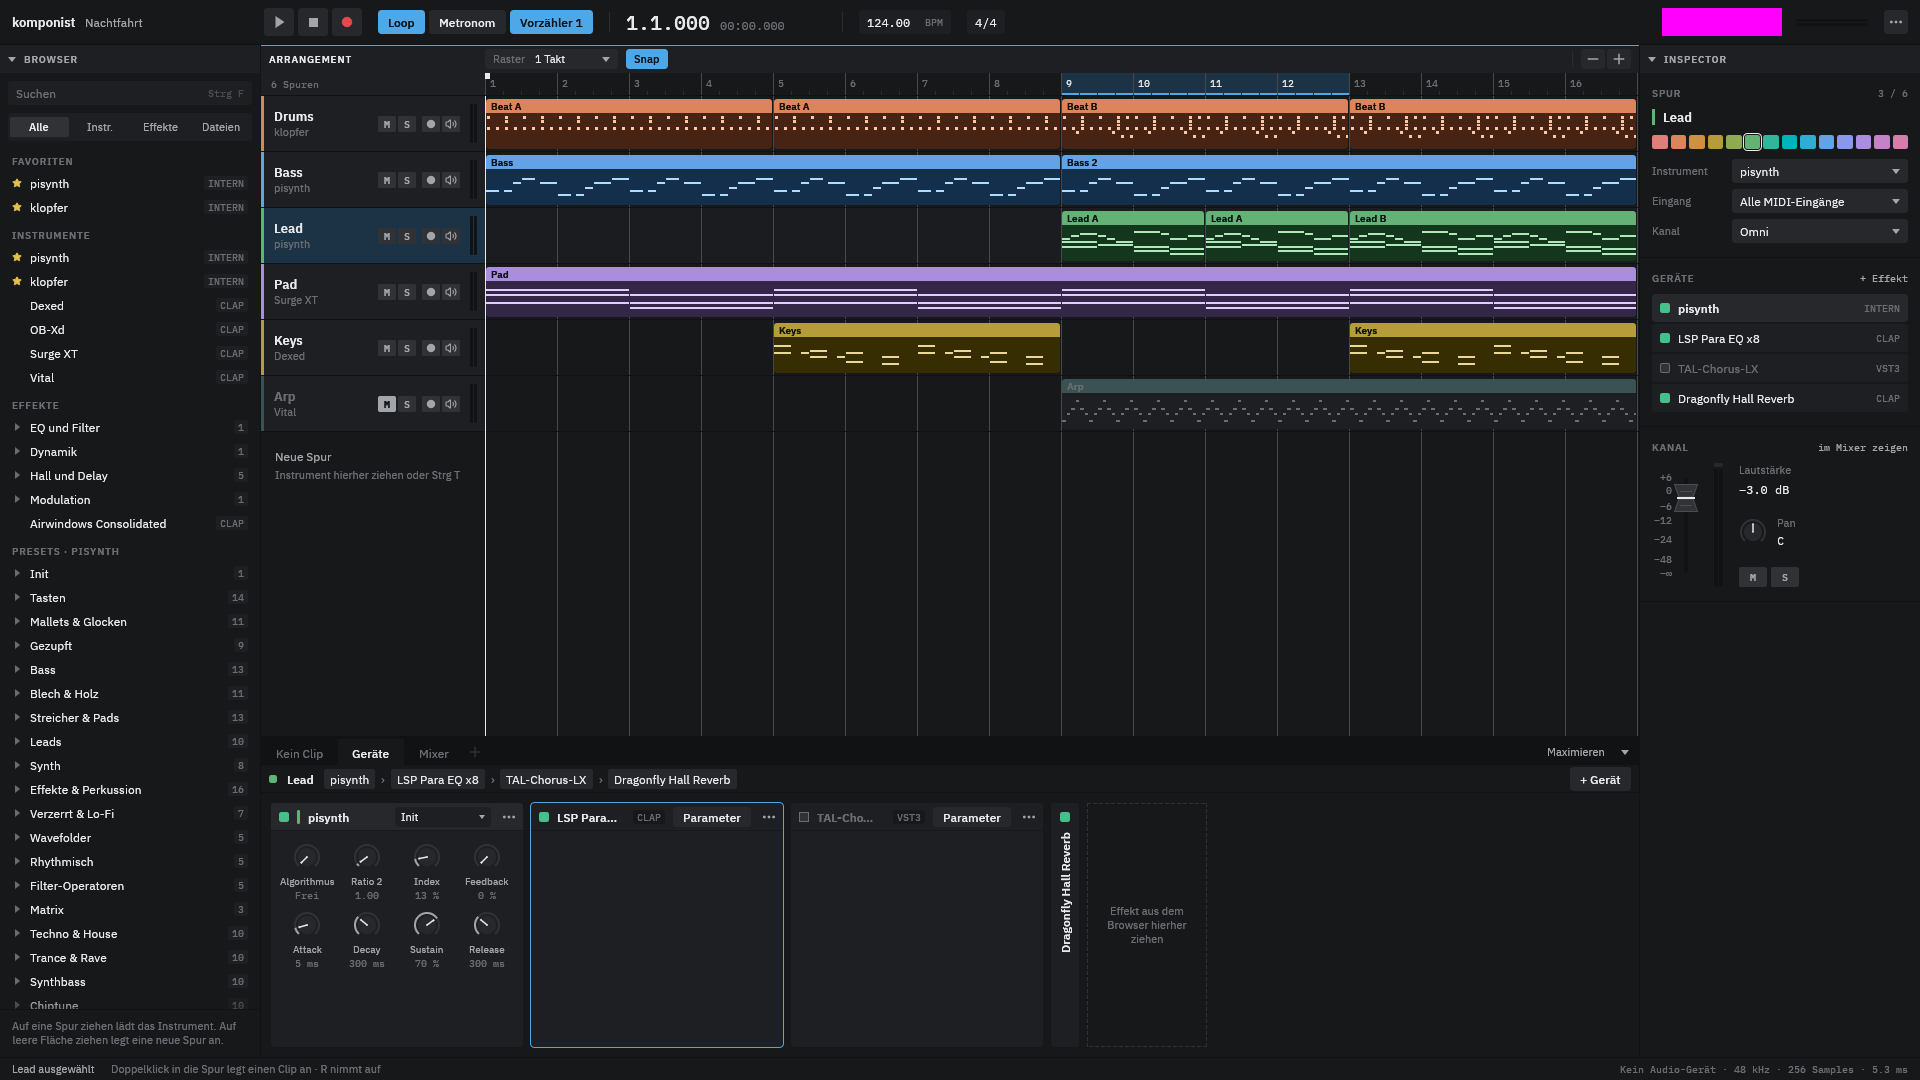 komponist Nachtfahrt
Loop Metronom Vorzähler 1
1.1.000 00:00.000
124.00 BPM 4/4
BROWSER
Suchen Strg F
Alle Instr. Effekte Dateien
FAVORITEN
pisynth INTERN
klopfer INTERN
INSTRUMENTE
pisynth INTERN
klopfer INTERN
Dexed CLAP
OB-Xd CLAP
Surge XT CLAP
Vital CLAP
EFFEKTE
EQ und Filter 1
Dynamik 1
Hall und Delay 5
Modulation 1
Airwindows Consolidated CLAP
PRESETS · PISYNTH
Init 1
Tasten 14
Mallets & Glocken 11
Gezupft 9
Bass 13
Blech & Holz 11
Streicher & Pads 13
Leads 10
Synth 8
Effekte & Perkussion 16
Verzerrt & Lo-Fi 7
Wavefolder 5
Rhythmisch 5
Filter-Operatoren 5
Matrix 3
Techno & House 10
Trance & Rave 10
Synthbass 10
Chiptune 10
Auf eine Spur ziehen lädt das Instrument. Auf
leere Fläche ziehen legt eine neue Spur an.
ARRANGEMENT
Raster 1 Takt Snap
6 Spuren
1 2 3 4 5 6 7 8 9 10 11 12 13 14 15 16
Drums
klopfer
M S
Beat A Beat A Beat B Beat B
Bass
pisynth
M S
Bass Bass 2
Lead
pisynth
M S
Lead A Lead A Lead B
Pad
Surge XT
M S
Pad
Keys
Dexed
M S
Keys Keys
Arp
Vital
M S
Arp
Neue Spur
Instrument hierher ziehen oder Strg T
Kein Clip Geräte Mixer +
Maximieren
Lead pisynth › LSP Para EQ x8 › TAL-Chorus-LX › Dragonfly Hall Reverb
+ Gerät
pisynth Init
Algorithmus Ratio 2 Index Feedback
Frei 1.00 13 % 0 %
Attack Decay Sustain Release
5 ms 300 ms 70 % 300 ms
LSP Para... CLAP Parameter
TAL-Cho... VST3 Parameter
Dragonfly Hall Reverb
Effekt aus dem
Browser hierher
ziehen
INSPECTOR
SPUR 3 / 6
Lead
Instrument pisynth
Eingang Alle MIDI-Eingänge
Kanal Omni
GERÄTE + Effekt
pisynth INTERN
LSP Para EQ x8 CLAP
TAL-Chorus-LX VST3
Dragonfly Hall Reverb CLAP
KANAL im Mixer zeigen
+6
0
−6
−12
−24
−48
−∞
Lautstärke
−3.0 dB
Pan
C
M S
Lead ausgewählt Doppelklick in die Spur legt einen Clip an · R nimmt auf
Kein Audio-Gerät · 48 kHz · 256 Samples · 5.3 ms